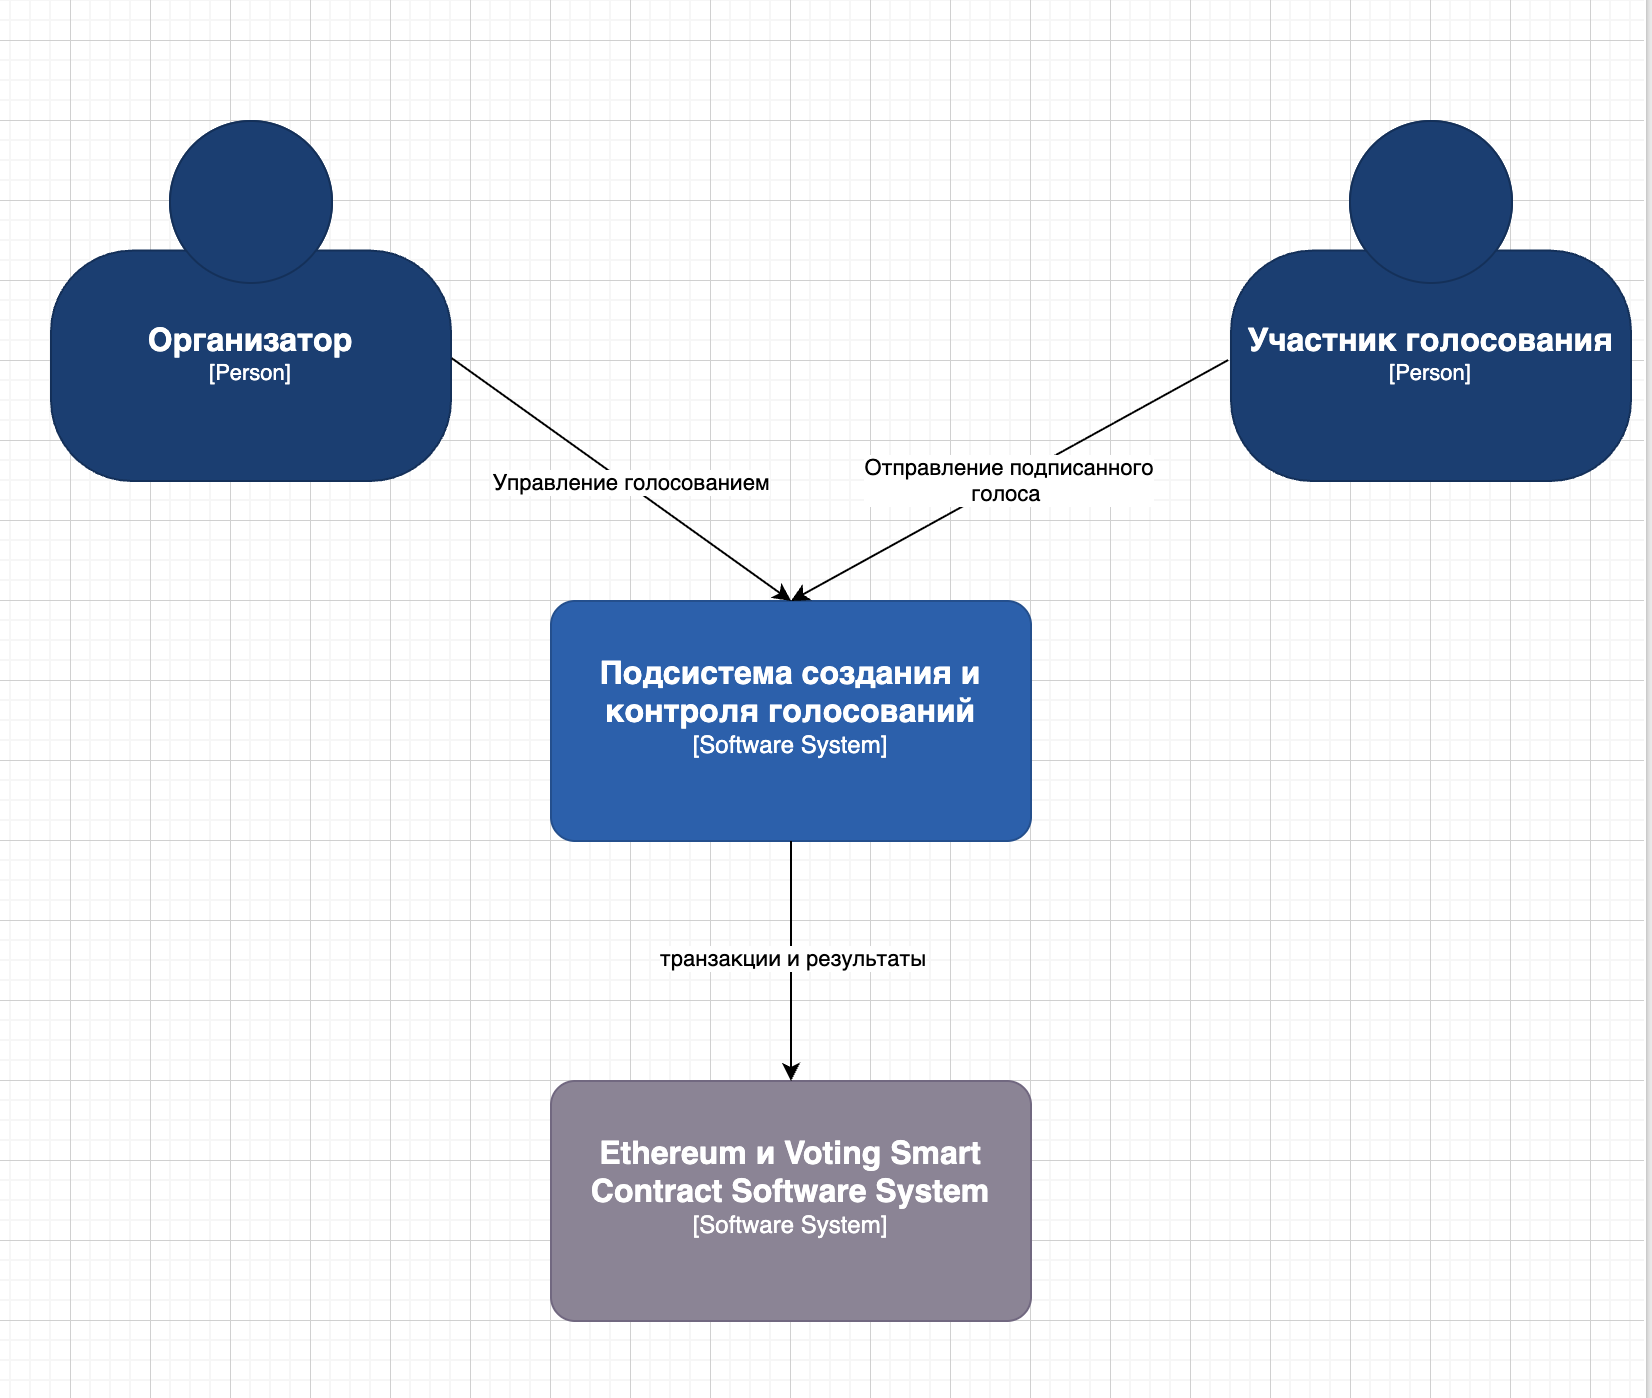 Организатор
[Person]
Участник голосования
[Person]
Управление голосованием
Отправление подписанного
голоса
Подсистема создания и
контроля голосований
[Software System]
транзакции и результаты
Ethereum и Voting Smart
Contract Software System
[Software System]